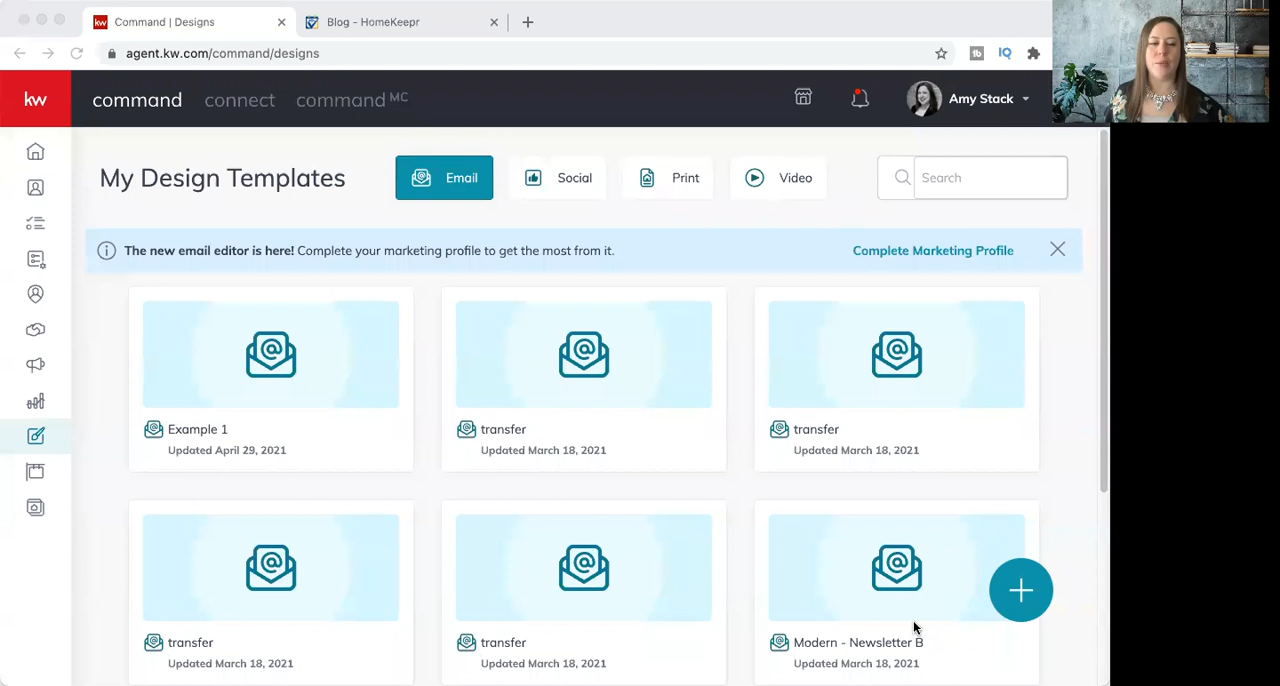 kw Command | Designs
Blog - HomeKeepr
agent.kw.com/command/designs
IQ
kw command connect command MC
Amy Stack
My Design Templates
Email
Social
Print
Video
Search
The new email editor is here! Complete your marketing profile to get the most from it.
Complete Marketing Profile
Example 1
Updated April 29, 2021
transfer
Updated March 18, 2021
transfer
Updated March 18, 2021
transfer
Updated March 18, 2021
transfer
Updated March 18, 2021
Modern - Newsletter B
Updated March 18, 2021